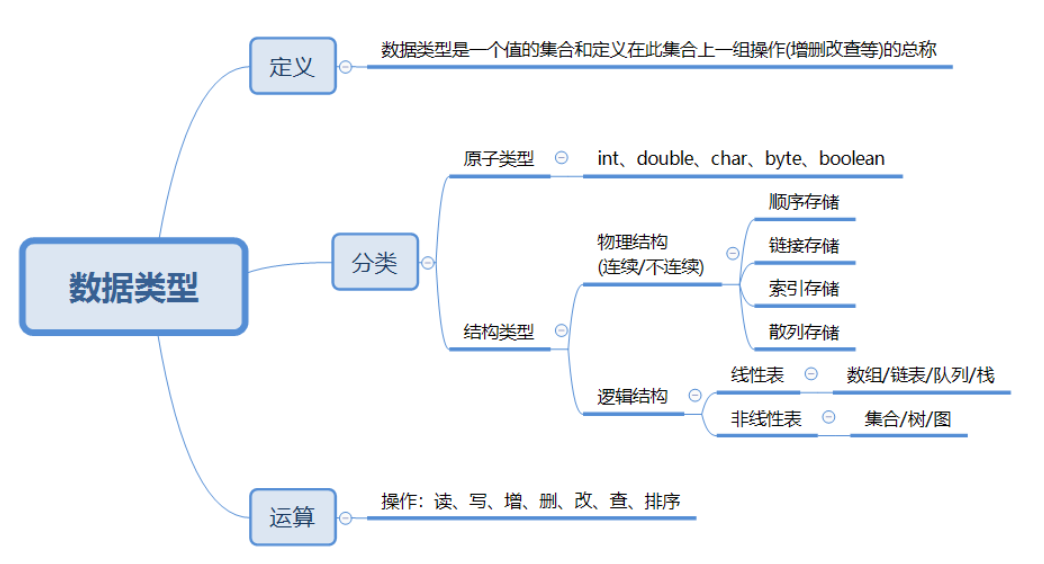 数据类型
定义
数据类型是一个值的集合和定义在此集合上一组操作(增删改查等)的总称
分类
原子类型
int、double、char、byte、boolean
结构类型
物理结构
(连续/不连续)
顺序存储
链接存储
索引存储
散列存储
逻辑结构
线性表
数组/链表/队列/栈
非线性表
集合/树/图
运算
操作：读、写、增、删、改、查、排序